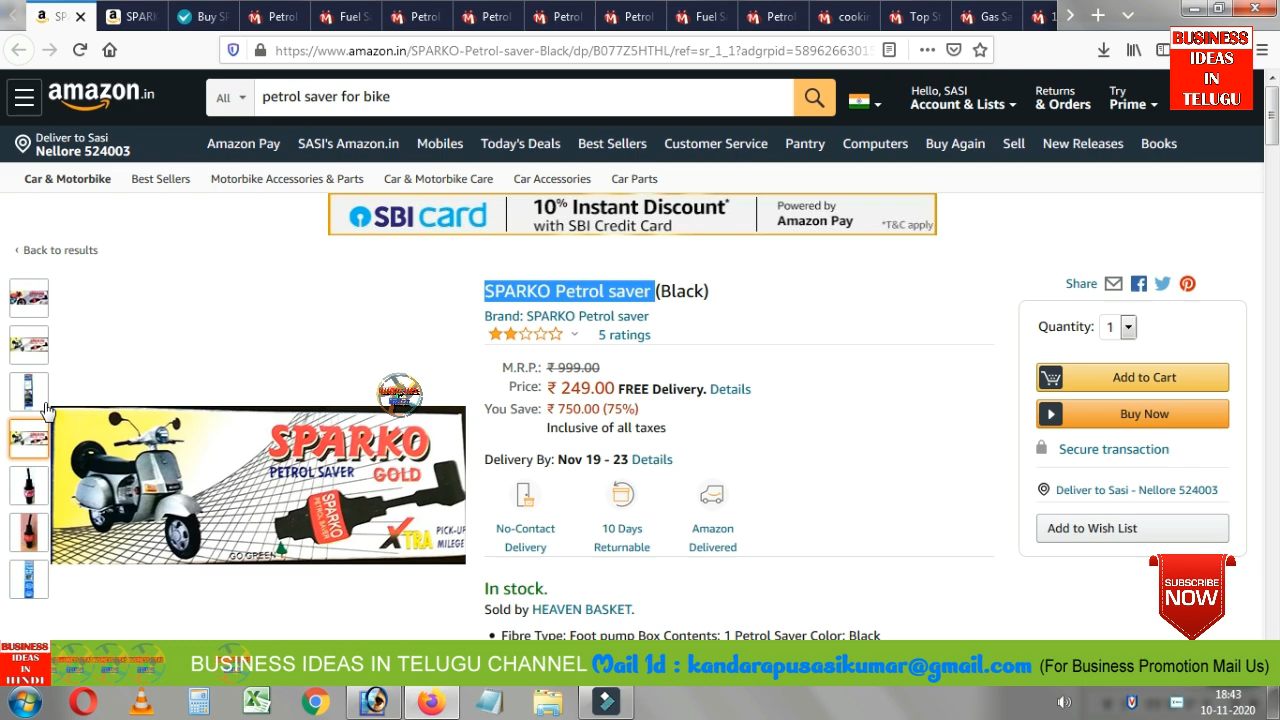 SP
SPARK
Buy SP
Petrol
Fuel S
Petrol
Petrol
Petrol
Petrol
Fuel S
Petrol
cookin
Top S
Gas Sa
1
https://www.amazon.in/SPARKO-Petrol-saver-Black/dp/B077Z5HTHL/ref=sr_1_1?adgrpid=58962663015
BUSINESS
IDEAS
IN
TELUGU
amazon.in
All
petrol saver for bike
Hello, SASI
Account & Lists
Returns
& Orders
Try
Prime
Deliver to Sasi
Nellore 524003
Amazon Pay SASI's Amazon.in Mobiles Today's Deals Best Sellers Customer Service Pantry Computers Buy Again Sell New Releases Books
Car & Motorbike Best Sellers Motorbike Accessories & Parts Car & Motorbike Care Car Accessories Car Parts
SBI card
10% Instant Discount*
with SBI Credit Card
Powered by
Amazon Pay
*T&C apply
‹ Back to results
SPARKO Petrol saver (Black)
Brand: SPARKO Petrol saver
5 ratings
M.R.P.: ₹ 999.00
Price: ₹ 249.00 FREE Delivery. Details
You Save: ₹ 750.00 (75%)
Inclusive of all taxes
Delivery By: Nov 19 - 23 Details
No-Contact
Delivery
10 Days
Returnable
Amazon
Delivered
In stock.
Sold by HEAVEN BASKET.
• Fibre Type: Foot pump Box Contents: 1 Petrol Saver Color: Black
SPARKO
PETROL SAVER GOLD
SPARKO
PETROL SAVER
XTRA
PICK-UP
MILEGE
GO GREEN
Share
Quantity: 1
Add to Cart
Buy Now
Secure transaction
Deliver to Sasi - Nellore 524003
Add to Wish List
SUBSCRIBE
NOW
BUSINESS
IDEAS
IN
HINDI
BUSINESS IDEAS IN TELUGU CHANNEL Mail Id : kandarapusasikumar@gmail.com (For Business Promotion Mail Us)
18:43
10-11-2020